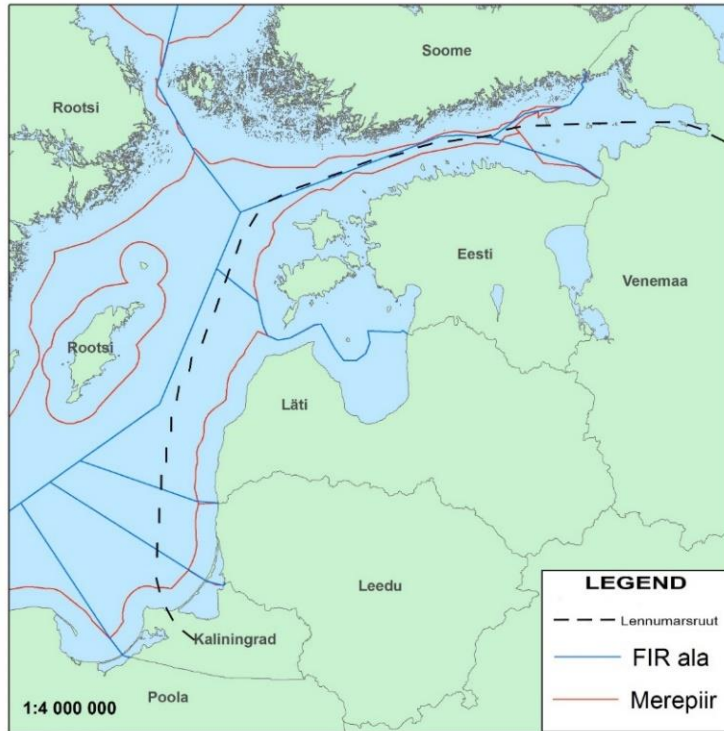 Soome
Rootsi
Eesti
Venemaa
Rootsi
Läti
Leedu
Kaliningrad
Poola
1:4 000 000
LEGEND
Lennumarsruut
FIR ala
Merepiir